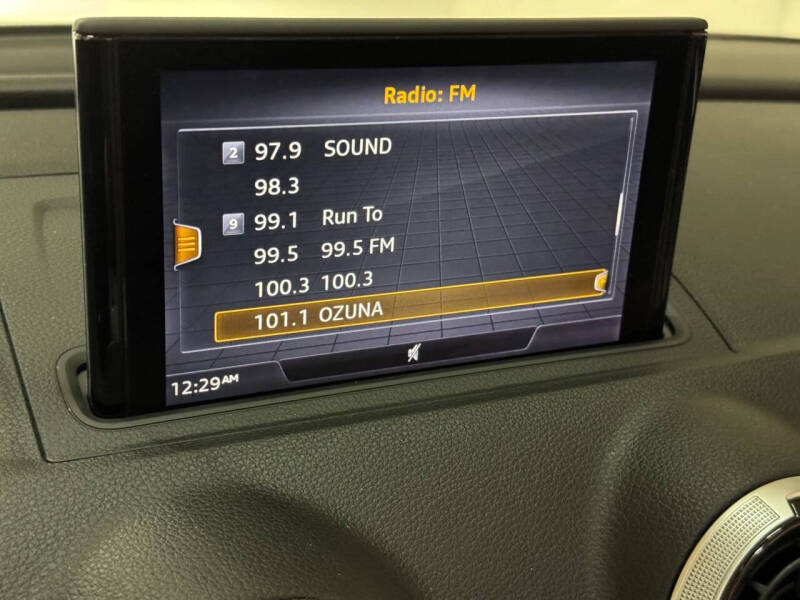 Radio: FM
2 97.9 SOUND
98.3
9 99.1 Run To
99.5 99.5 FM
100.3 100.3
101.1 OZUNA
12:29AM